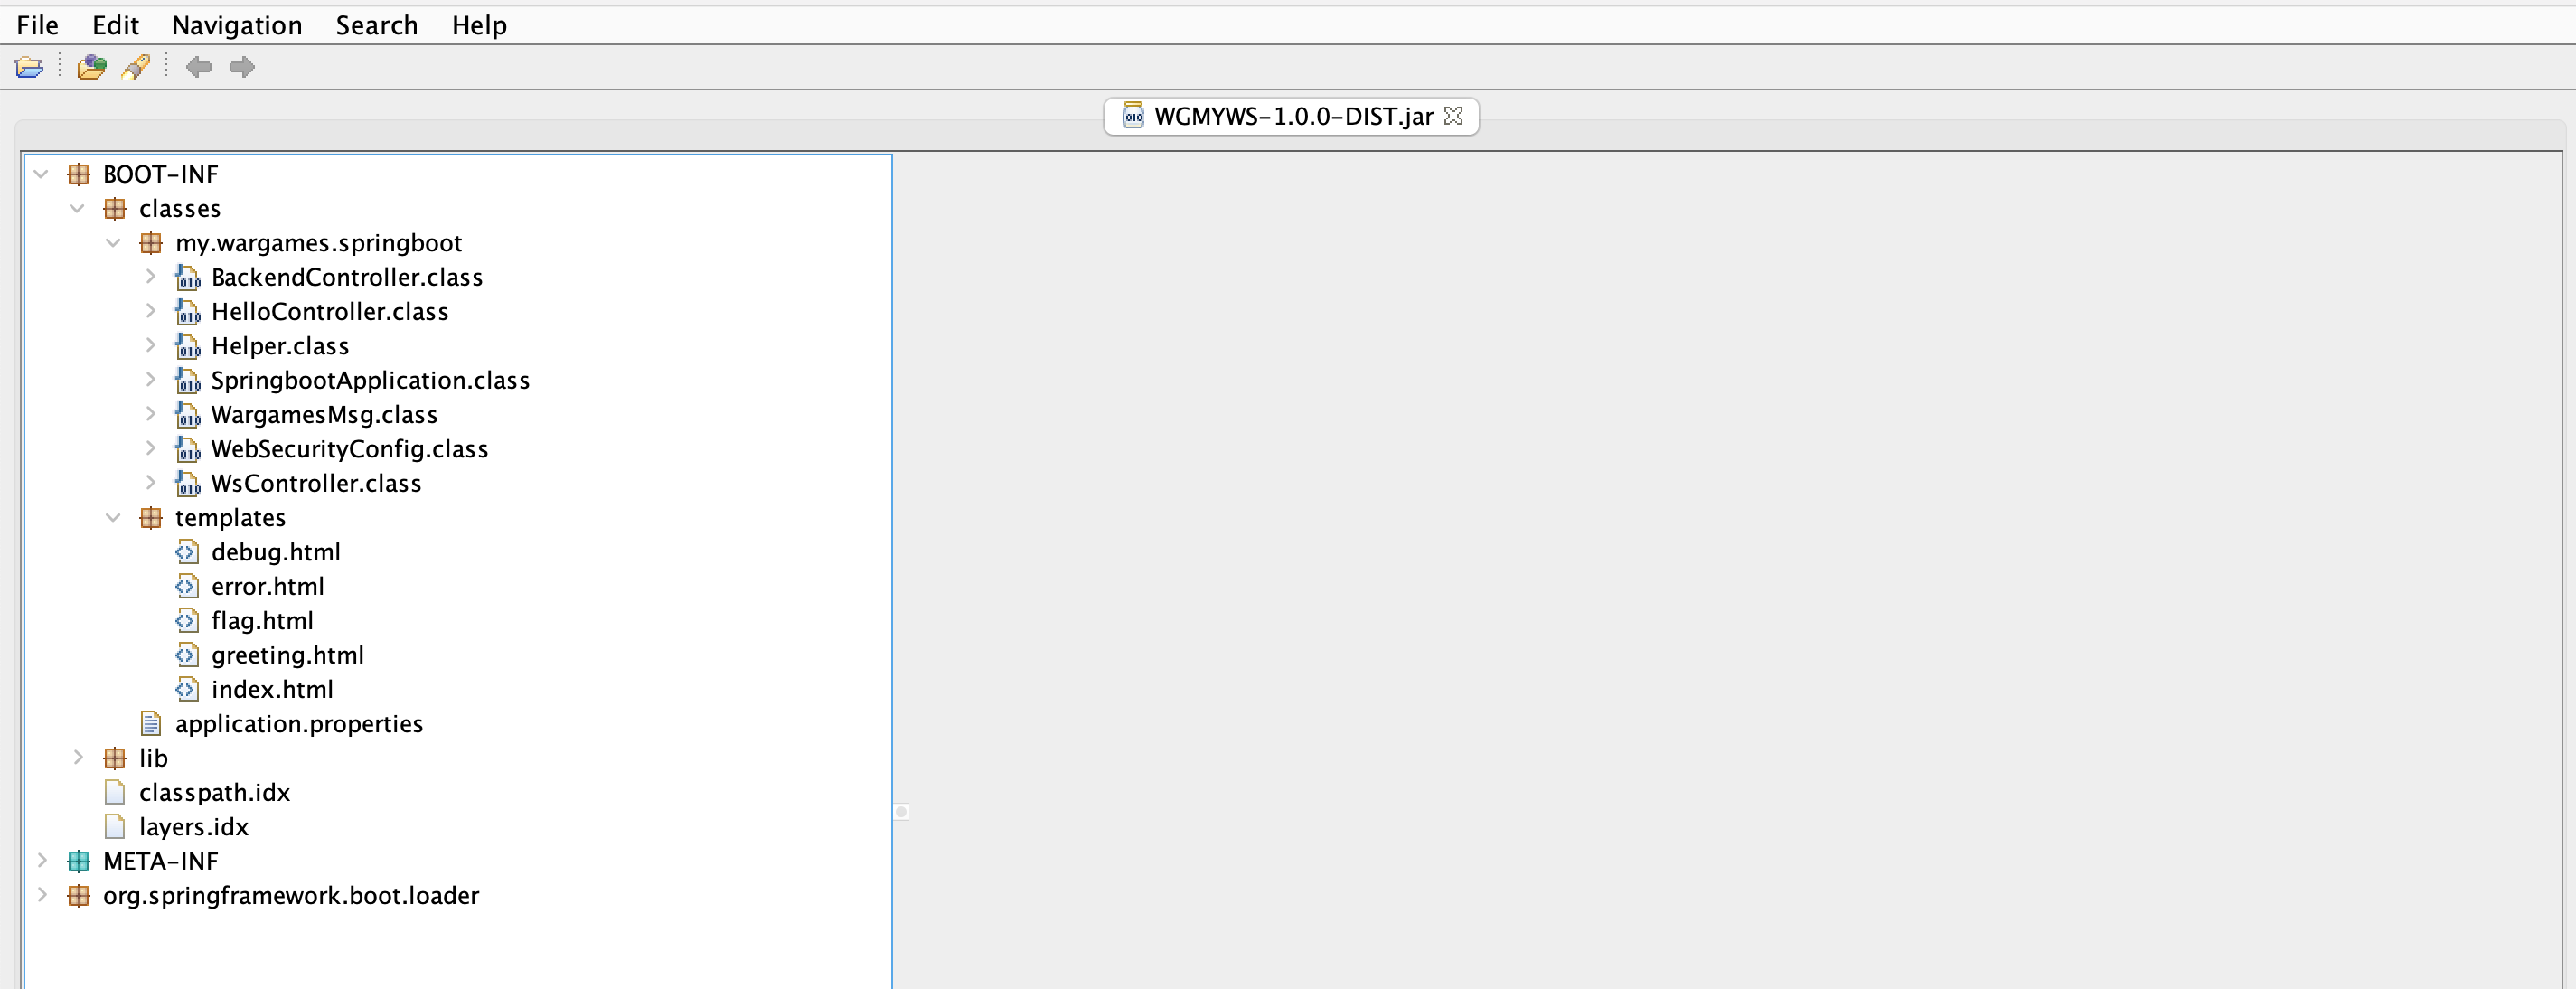 File Edit Navigation Search Help
WGMYWS-1.0.0-DIST.jar
BOOT-INF
classes
my.wargames.springboot
BackendController.class
HelloController.class
Helper.class
SpringbootApplication.class
WargamesMsg.class
WebSecurityConfig.class
WsController.class
templates
debug.html
error.html
flag.html
greeting.html
index.html
application.properties
lib
classpath.idx
layers.idx
META-INF
org.springframework.boot.loader